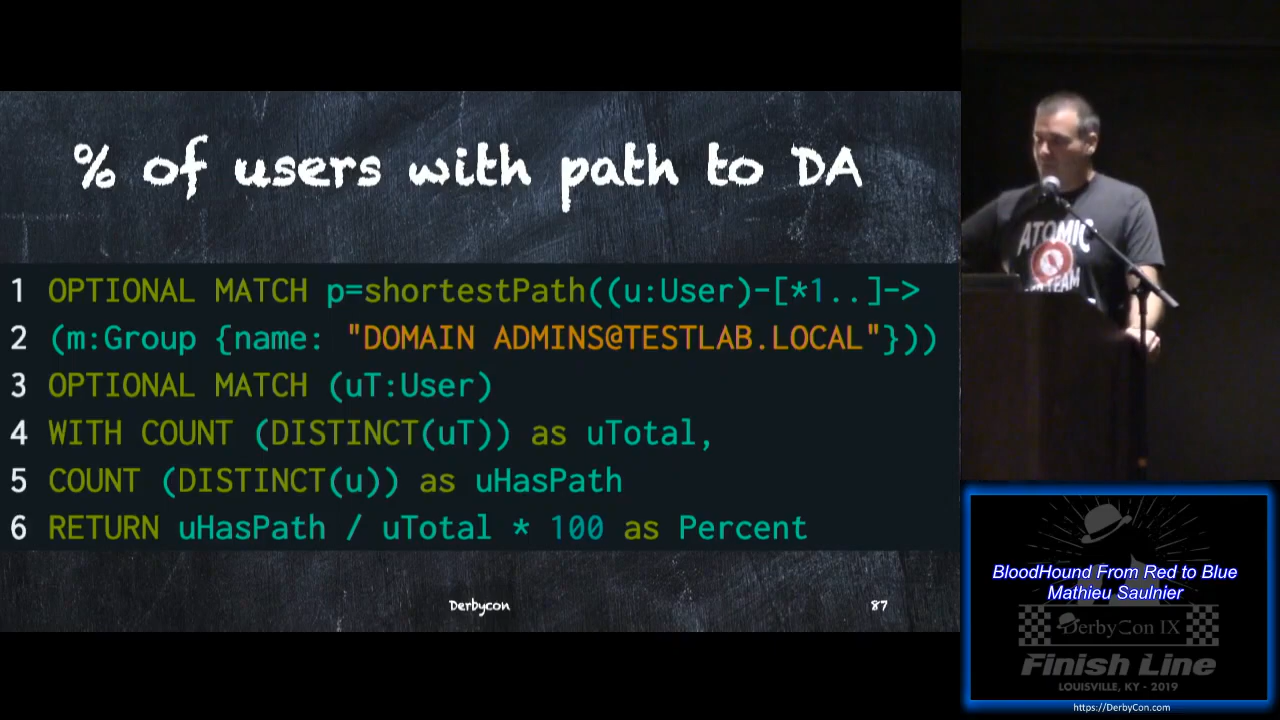 % of users with path to DA
1 OPTIONAL MATCH p=shortestPath((u:User)-[*1..]->
2 (m:Group {name: "DOMAIN ADMINS@TESTLAB.LOCAL"}))
3 OPTIONAL MATCH (uT:User)
4 WITH COUNT (DISTINCT(uT)) as uTotal,
5 COUNT (DISTINCT(u)) as uHasPath
6 RETURN uHasPath / uTotal * 100 as Percent
Derbycon
87
ATOMIC
TEAM
BloodHound From Red to Blue
Mathieu Saulnier
DerbyCon IX
Finish Line
LOUISVILLE, KY - 2019
https://DerbyCon.com